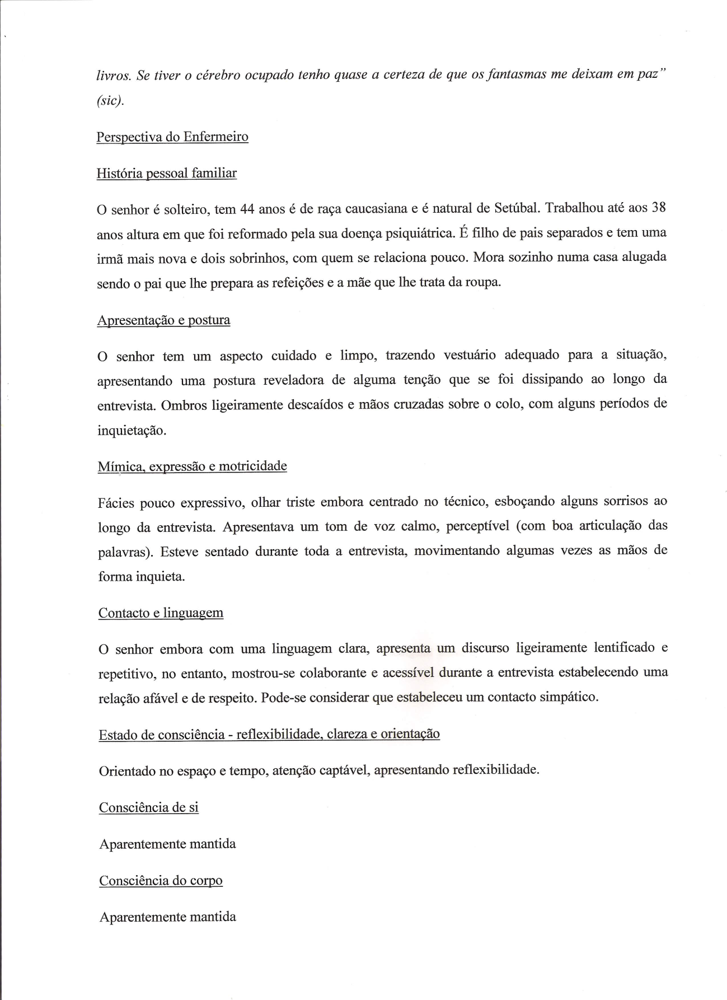 livros. Se tiver o cérebro ocupado tenho quase a certeza de que os fantasmas me deixam em paz”
(sic).
Perspectiva do Enfermeiro
História pessoal familiar
O senhor é solteiro, tem 44 anos é de raça caucasiana e é natural de Setúbal. Trabalhou até aos 38
anos altura em que foi reformado pela sua doença psiquiátrica. É filho de pais separados e tem uma
irmã mais nova e dois sobrinhos, com quem se relaciona pouco. Mora sozinho numa casa alugada
sendo o pai que lhe prepara as refeições e a mãe que lhe trata da roupa.
Apresentação e postura
O senhor tem um aspecto cuidado e limpo, trazendo vestuário adequado para a situação,
apresentando uma postura reveladora de alguma tenção que se foi dissipando ao longo da
entrevista. Ombros ligeiramente descaídos e mãos cruzadas sobre o colo, com alguns períodos de
inquietação.
Mímica, expressão e motricidade
Fácies pouco expressivo, olhar triste embora centrado no técnico, esboçando alguns sorrisos ao
longo da entrevista. Apresentava um tom de voz calmo, perceptível (com boa articulação das
palavras). Esteve sentado durante toda a entrevista, movimentando algumas vezes as mãos de
forma inquieta.
Contacto e linguagem
O senhor embora com uma linguagem clara, apresenta um discurso ligeiramente lentificado e
repetitivo, no entanto, mostrou-se colaborante e acessível durante a entrevista estabelecendo uma
relação afável e de respeito. Pode-se considerar que estabeleceu um contacto simpático.
Estado de consciência - reflexibilidade, clareza e orientação
Orientado no espaço e tempo, atenção captável, apresentando reflexibilidade.
Consciência de si
Aparentemente mantida
Consciência do corpo
Aparentemente mantida